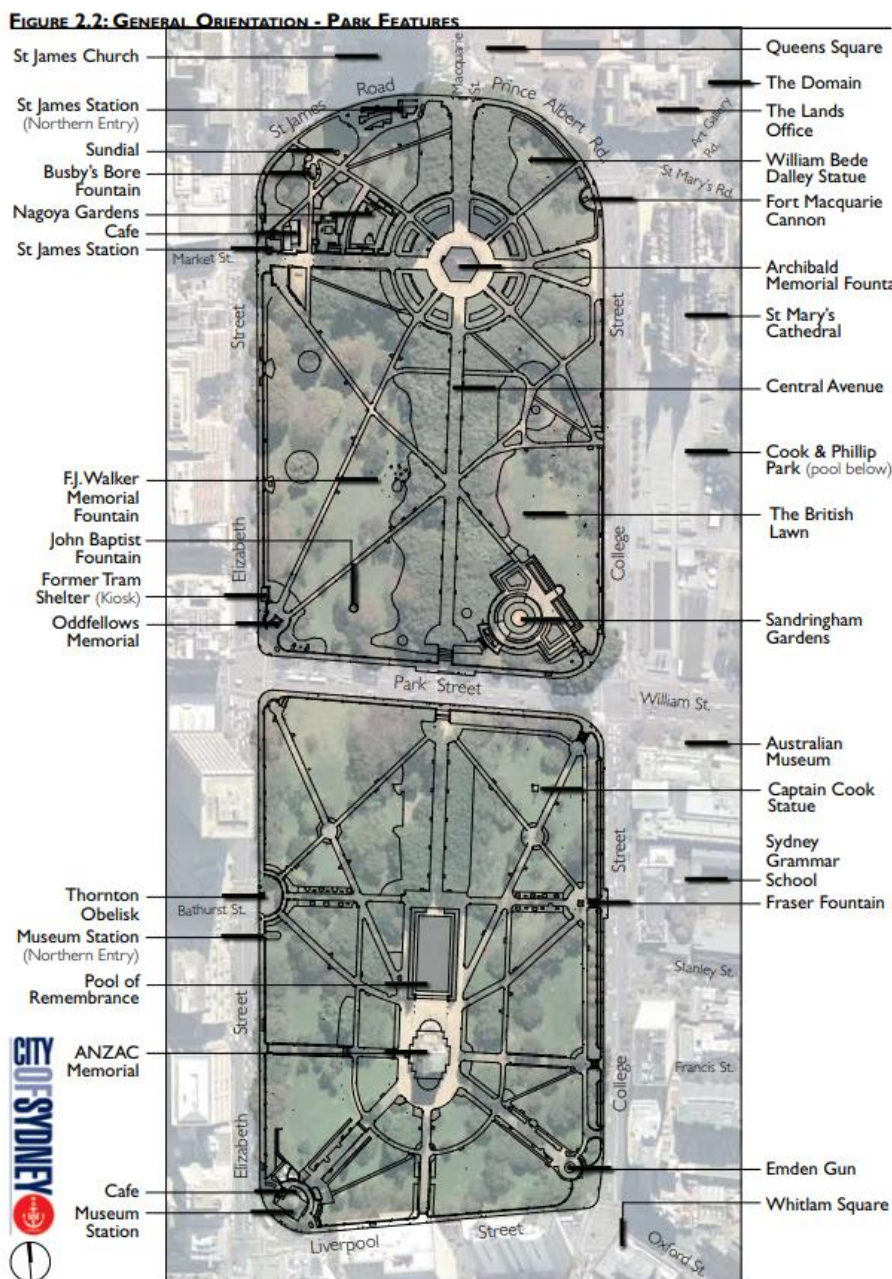 FIGURE 2.2: GENERAL ORIENTATION - PARK FEATURES
St James Church
St James Station
(Northern Entry)
Sundial
Busby's Bore
Fountain
Nagoya Gardens
Cafe
St James Station
F.J. Walker
Memorial
Fountain
John Baptist
Fountain
Former Tram
Shelter (Kiosk)
Oddfellows
Memorial
Thornton
Obelisk
Museum Station
(Northern Entry)
Pool of
Remembrance
ANZAC
Memorial
Cafe
Museum
Station
CITY OF SYDNEY
St James Road
Macquarie
St.
Prince Albert Rd.
Art Gallery
Rd.
St Mary's Rd.
Market St.
Elizabeth Street
College Street
Park Street
William St.
Bathurst St.
Stanley St.
Francis St.
Elizabeth Street
College Street
Liverpool Street
Oxford St.
Queens Square
The Domain
The Lands
Office
William Bede
Dalley Statue
Fort Macquarie
Cannon
Archibald
Memorial Founta
St Mary's
Cathedral
Central Avenue
Cook & Phillip
Park (pool below)
The British
Lawn
Sandringham
Gardens
Australian
Museum
Captain Cook
Statue
Sydney
Grammar
School
Fraser Fountain
Emden Gun
Whitlam Square